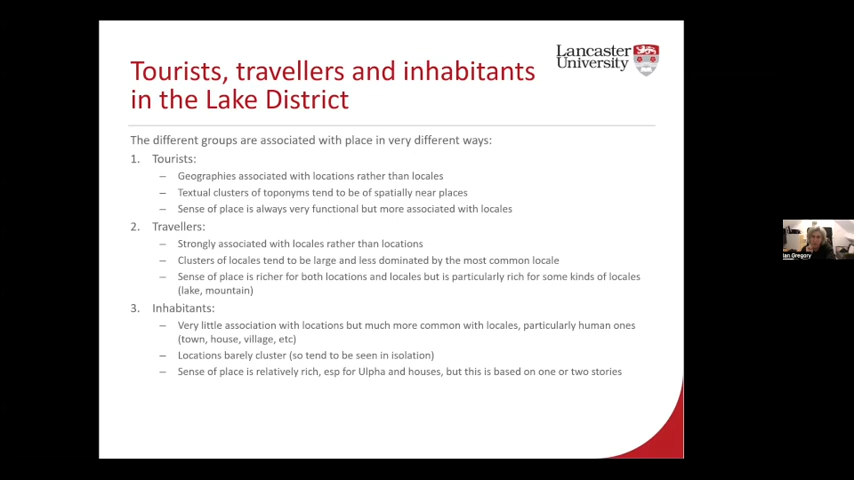 Lancaster
University
Tourists, travellers and inhabitants
in the Lake District
The different groups are associated with place in very different ways:
1. Tourists:
– Geographies associated with locations rather than locales
– Textual clusters of toponyms tend to be of spatially near places
– Sense of place is always very functional but more associated with locales
2. Travellers:
– Strongly associated with locales rather than locations
– Clusters of locales tend to be large and less dominated by the most common locale
– Sense of place is richer for both locations and locales but is particularly rich for some kinds of locales
(lake, mountain)
3. Inhabitants:
– Very little association with locations but much more common with locales, particularly human ones
(town, house, village, etc)
– Locations barely cluster (so tend to be seen in isolation)
– Sense of place is relatively rich, esp for Ulpha and houses, but this is based on one or two stories
Ian Gregory